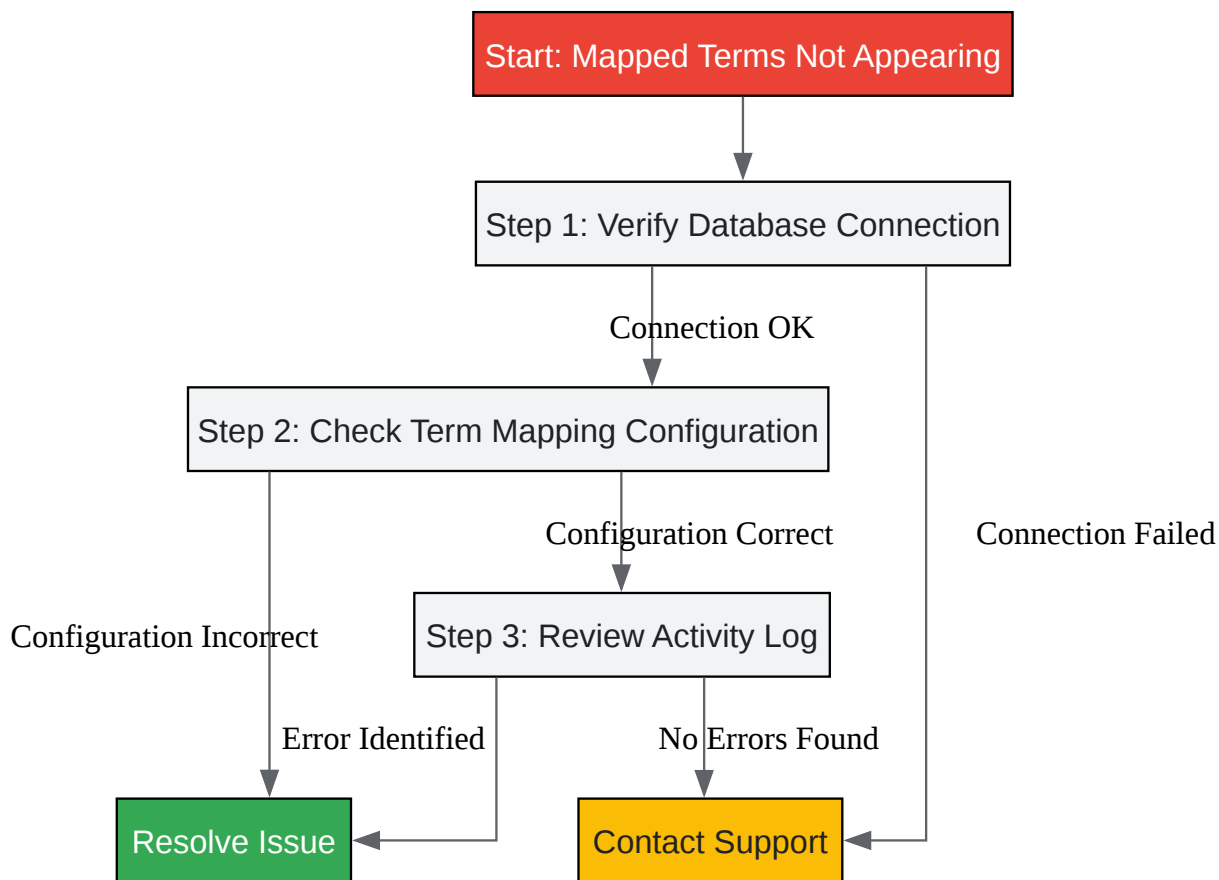 Start: Mapped Terms Not Appearing
Step 1: Verify Database Connection
Connection OK
Step 2: Check Term Mapping Configuration
Configuration Correct
Connection Failed
Step 3: Review Activity Log
Configuration Incorrect
Error Identified
No Errors Found
Resolve Issue
Contact Support